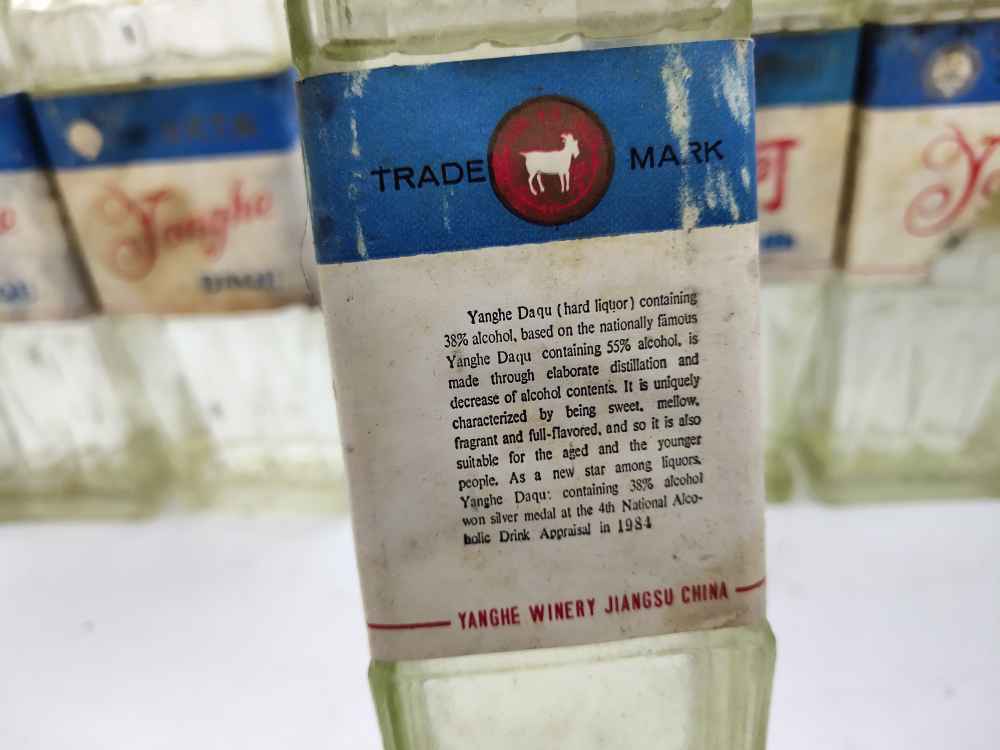 TRADE MARK
Yanghe Daqu (hard liquor) containing
38% alcohol, based on the nationally famous
Yanghe Daqu containing 55% alcohol, is
made through elaborate distillation and
decrease of alcohol contents. It is uniquely
characterized by being sweet, mellow,
fragrant and full-flavored, and so it is also
suitable for the aged and the younger
people. As a new star among liquors,
Yanghe Daqu: containing 38% alcohol
won silver medal at the 4th National Alco-
holic Drink Appraisal in 1984
YANGHE WINERY JIANGSU CHINA
Yanghe
河